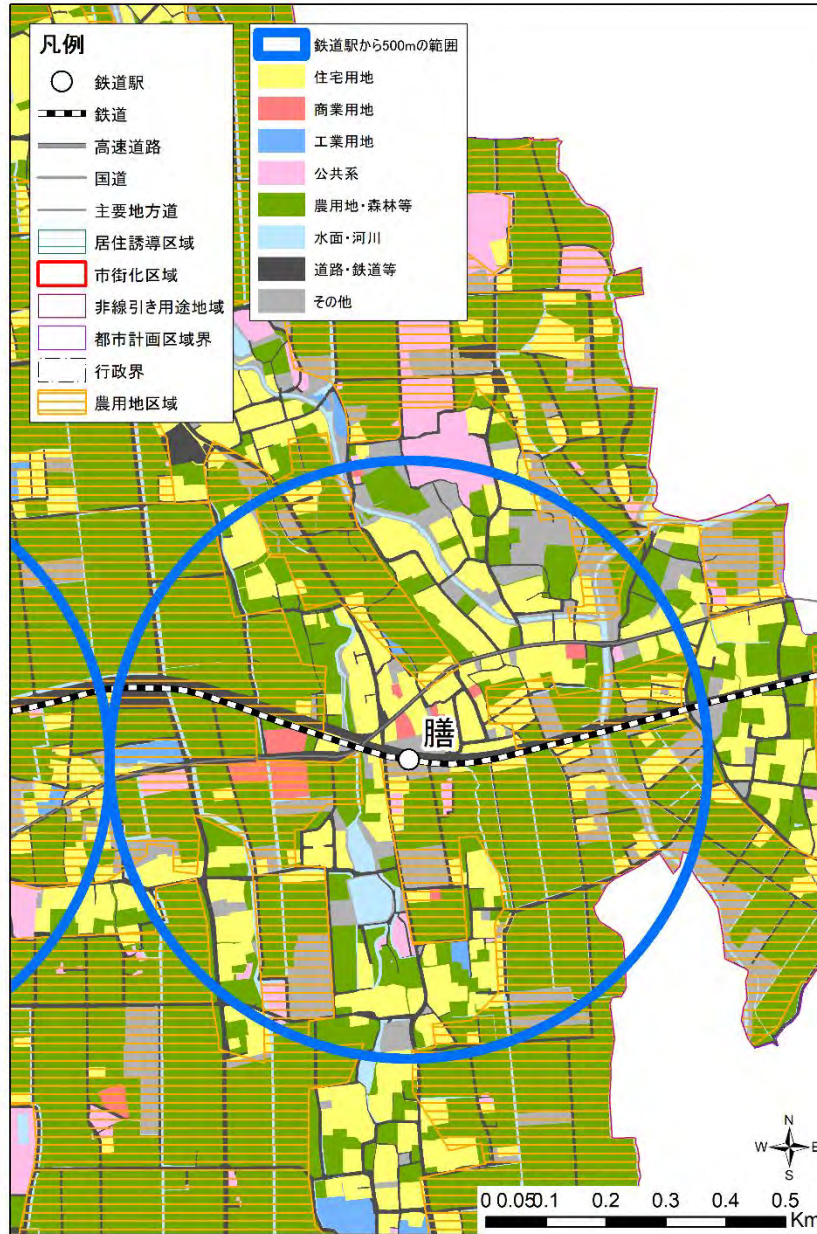 凡例
鉄道駅
鉄道
高速道路
国道
主要地方道
居住誘導区域
市街化区域
非線引き用途地域
都市計画区域界
行政界
農用地区域
鉄道駅から500mの範囲
住宅用地
商業用地
工業用地
公共系
農用地・森林等
水面・河川
道路・鉄道等
その他
膳
N
W E
S
0 0.05 0.1 0.2 0.3 0.4 0.5
Km